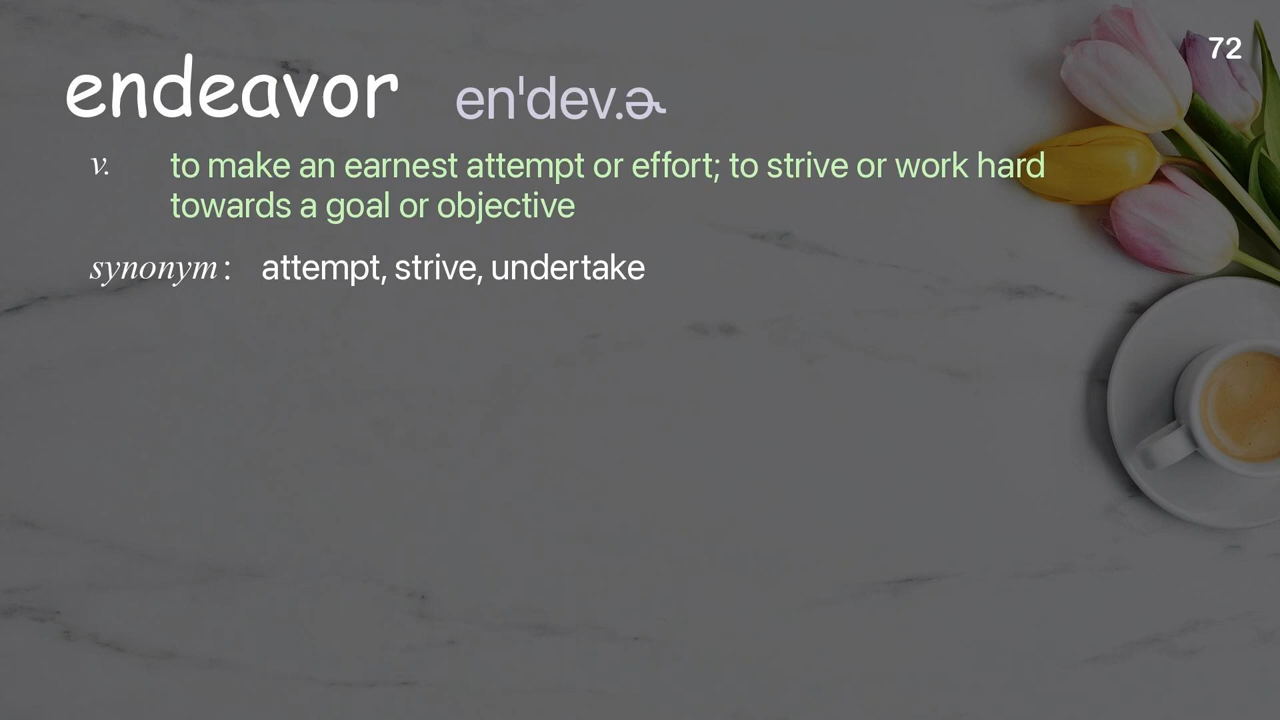 72
endeavor en'dev.ɚ
v. to make an earnest attempt or effort; to strive or work hard
towards a goal or objective
synonym : attempt, strive, undertake